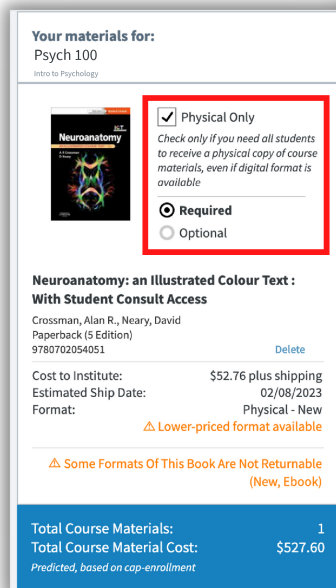 Your materials for:
Psych 100
Intro to Psychology
Neuroanatomy
Physical Only
Check only if you need all students
to receive a physical copy of course
materials, even if digital format is
available
Required
Optional
Neuroanatomy: an Illustrated Colour Text :
With Student Consult Access
Crossman, Alan R., Neary, David
Paperback (5 Edition)
9780702054051
Delete
Cost to Institute: $52.76 plus shipping
Estimated Ship Date: 02/08/2023
Format: Physical - New
Lower-priced format available
Some Formats Of This Book Are Not Returnable
(New, Ebook)
Total Course Materials: 1
Total Course Material Cost: $527.60
Predicted, based on cap-enrollment